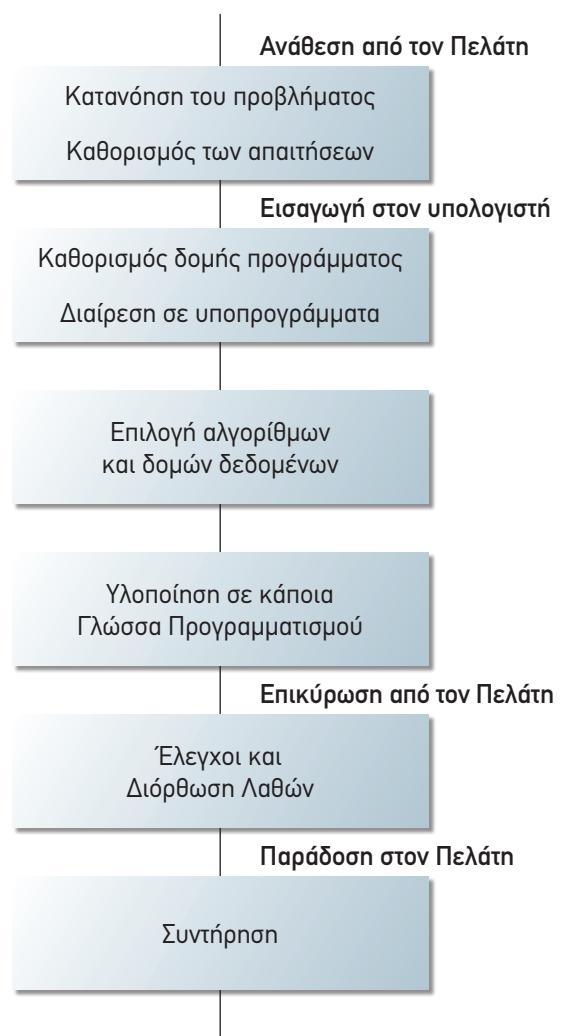 Ανάθεση από τον Πελάτη
Κατανόηση του προβλήματος
Καθορισμός των απαιτήσεων
Εισαγωγή στον υπολογιστή
Καθορισμός δομής προγράμματος
Διαίρεση σε υποπρογράμματα
Επιλογή αλγορίθμων
και δομών δεδομένων
Υλοποίηση σε κάποια
Γλώσσα Προγραμματισμού
Επικύρωση από τον Πελάτη
Έλεγχοι και
Διόρθωση Λαθών
Παράδοση στον Πελάτη
Συντήρηση